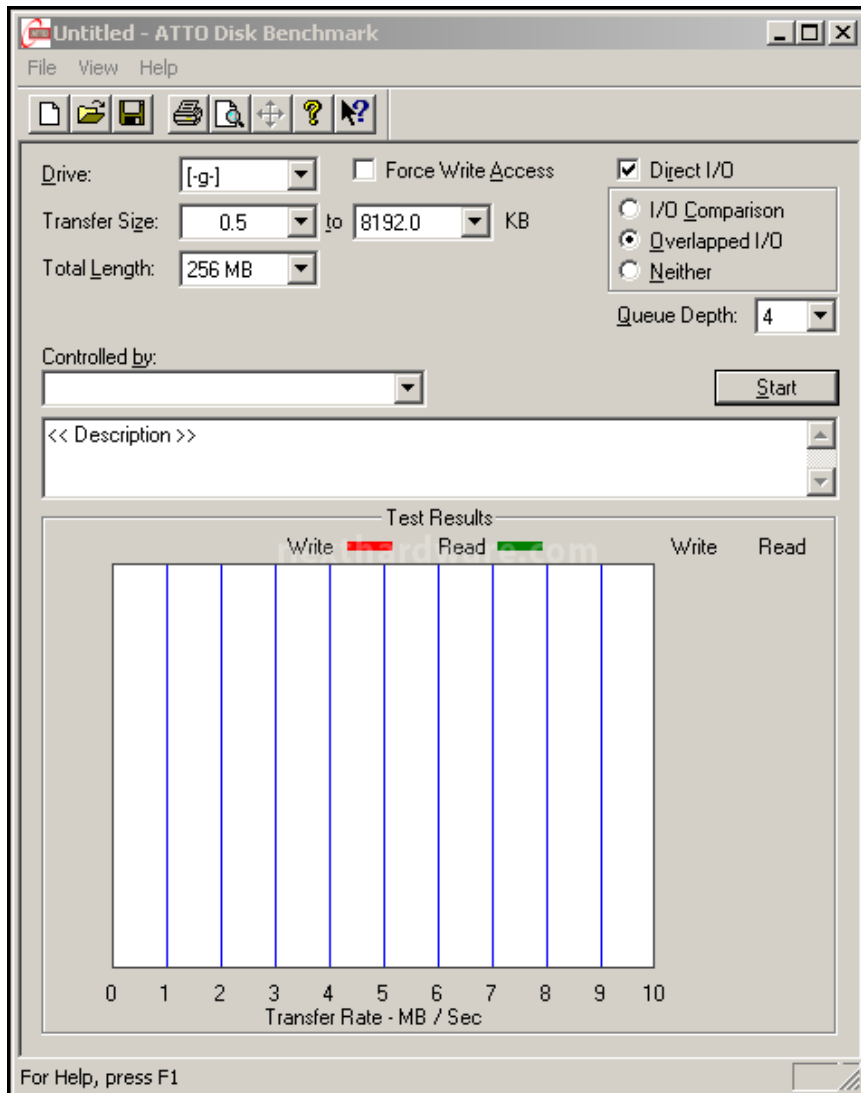 Untitled - ATTO Disk Benchmark
File View Help
Drive: [-g-] Force Write Access Direct I/O
Transfer Size: 0.5 to 8192.0 KB
I/O Comparison
Overlapped I/O
Neither
Total Length: 256 MB
Queue Depth: 4
Controlled by:
Start
<< Description >>
Test Results
Write Read Write Read
nexthardware.com
0 1 2 3 4 5 6 7 8 9 10
Transfer Rate - MB / Sec
For Help, press F1